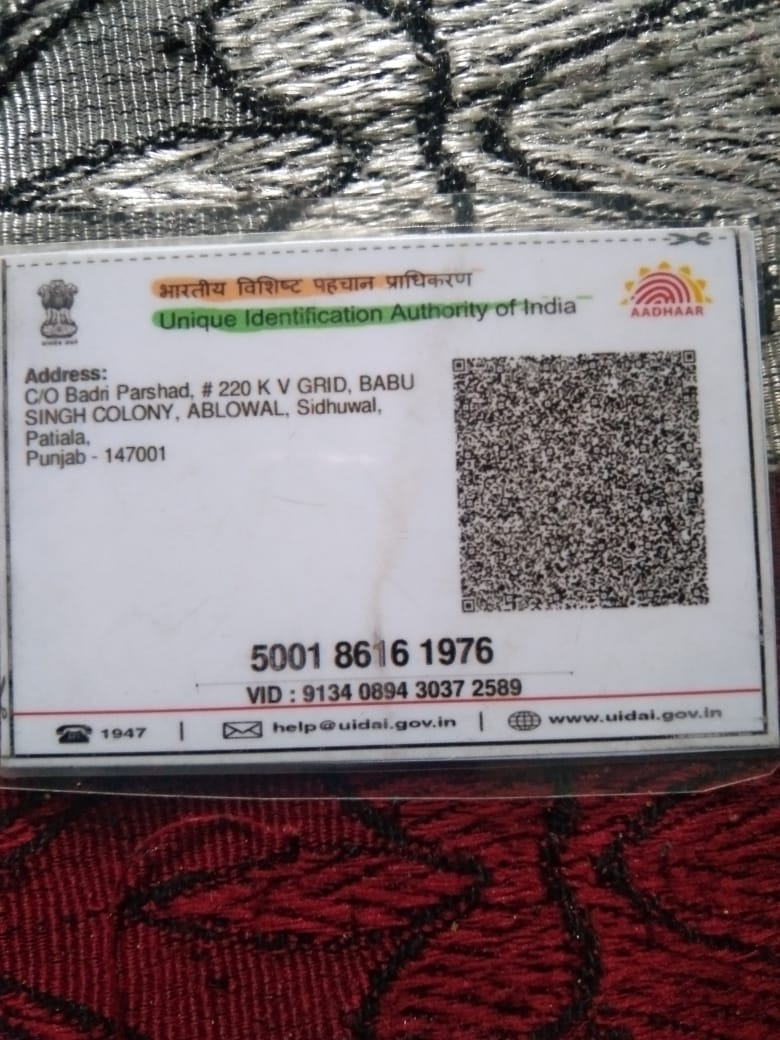 भारतीय विशिष्ट पहचान प्राधिकरण
Unique Identification Authority of India
AADHAAR
Address:
C/O Badri Parshad, # 220 K V GRID, BABU
SINGH COLONY, ABLOWAL, Sidhuwal,
Patiala,
Punjab - 147001
5001 8616 1976
VID : 9134 0894 3037 2589
1947 | help@uidai.gov.in | www.uidai.gov.in